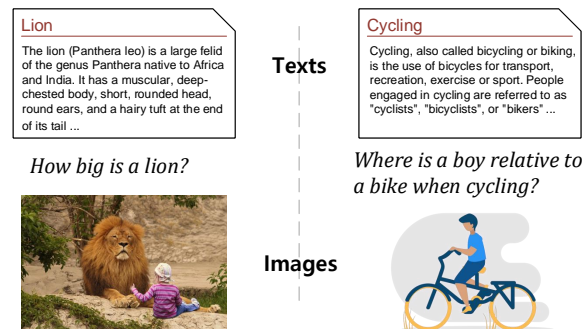 Lion
The lion (Panthera leo) is a large felid
of the genus Panthera native to Africa
and India. It has a muscular, deep-
chested body, short, rounded head,
round ears, and a hairy tuft at the end
of its tail ...
How big is a lion?
Texts
Images
Cycling
Cycling, also called bicycling or biking,
is the use of bicycles for transport,
recreation, exercise or sport. People
engaged in cycling are referred to as
"cyclists", "bicyclists", or "bikers" ...
Where is a boy relative to
a bike when cycling?